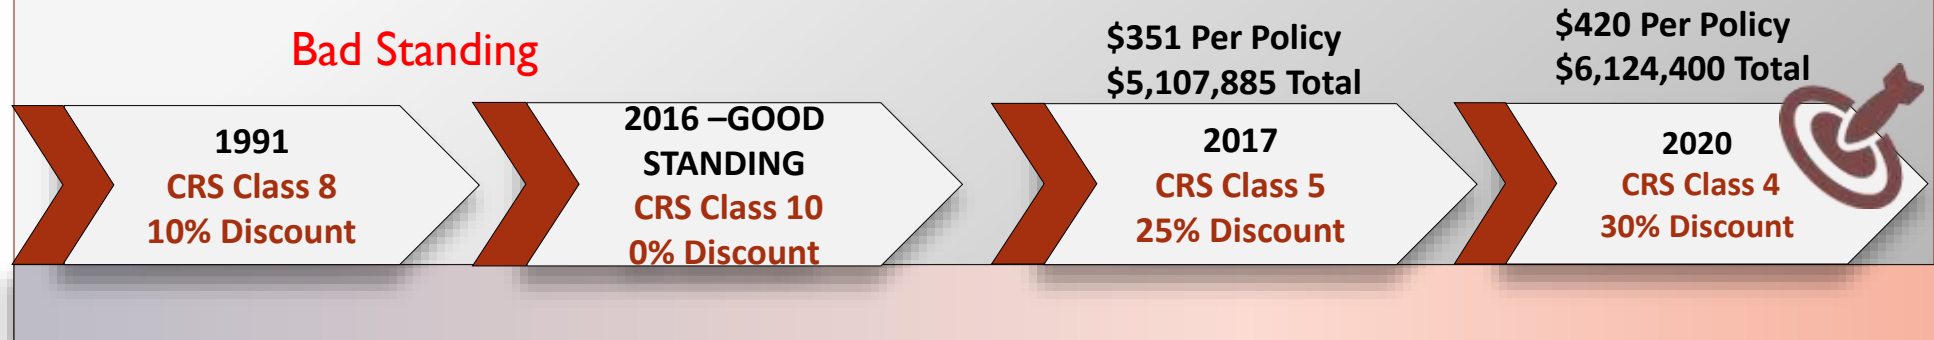 Bad Standing
$351 Per Policy
$5,107,885 Total
$420 Per Policy
$6,124,400 Total
1991
CRS Class 8
10% Discount
2016 –GOOD
STANDING
CRS Class 10
0% Discount
2017
CRS Class 5
25% Discount
2020
CRS Class 4
30% Discount